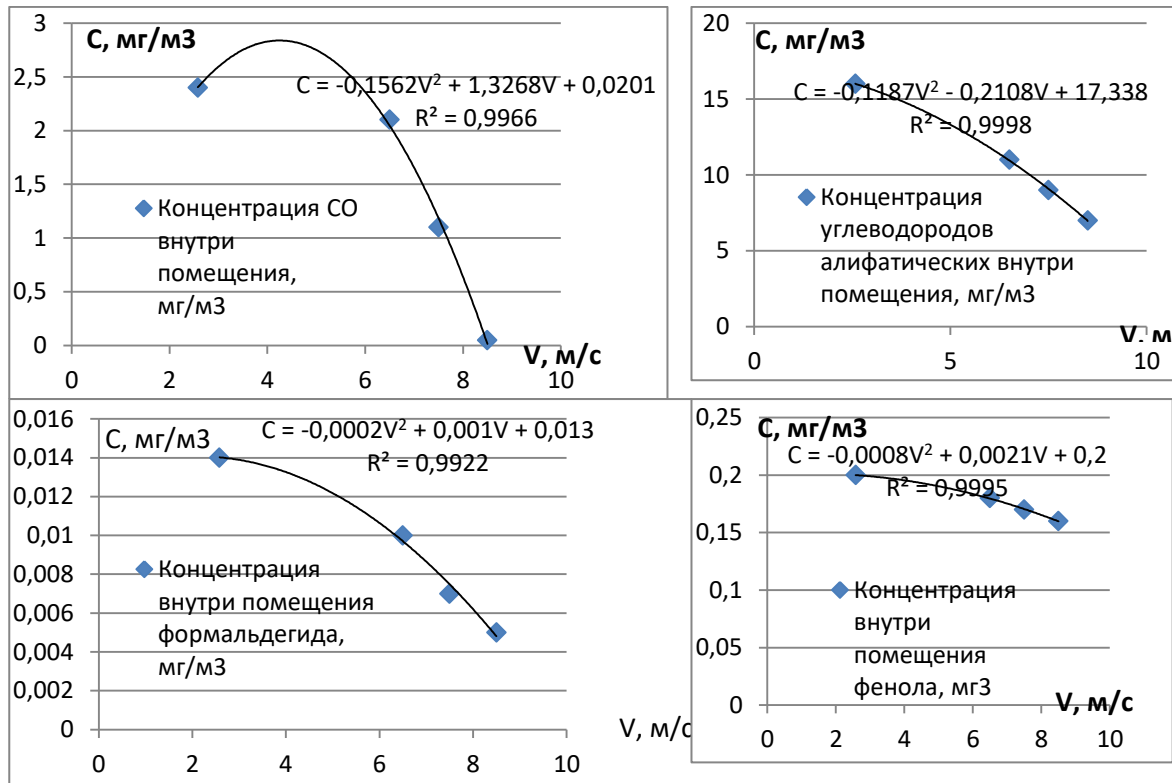 3
2,5
2
1,5
1
0,5
0
С, мг/м3
C = -0,1562V² + 1,3268V + 0,0201
R² = 0,9966
Концентрация СО
внутри
помещения,
мг/м3
V, м/с
0 2 4 6 8 10
20
15
10
5
0
С, мг/м3
C = -0,1187V² - 0,2108V + 17,338
R² = 0,9998
Концентрация
углеводородов
алифатических внутри
помещения, мг/м3
V, м
0 5 10
0,016
0,014
0,012
0,01
0,008
0,006
0,004
0,002
0
С, мг/м3
C = -0,0002V² + 0,001V + 0,013
R² = 0,9922
Концентрация
внутри помещения
формальдегида,
мг/м3
V, м/с
0 2 4 6 8 10
0,25
0,2
0,15
0,1
0,05
0
С, мг/м3
C = -0,0008V² + 0,0021V + 0,2
R² = 0,9995
Концентрация
внутри
помещения
фенола, мг3
V, м/с
0 2 4 6 8 10